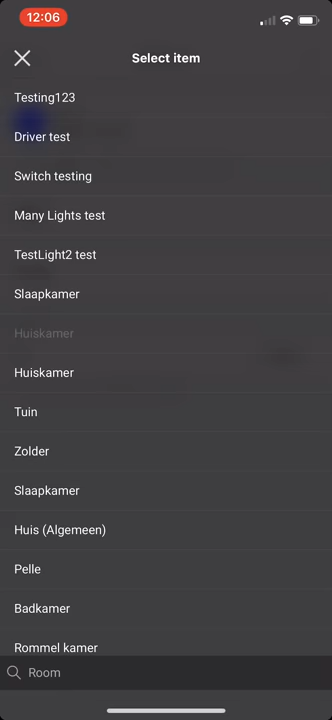 12:06
Select item
Testing123
Driver test
Switch testing
Many Lights test
TestLight2 test
Slaapkamer
Huiskamer
Huiskamer
Tuin
Zolder
Slaapkamer
Huis (Algemeen)
Pelle
Badkamer
Rommel kamer
Room